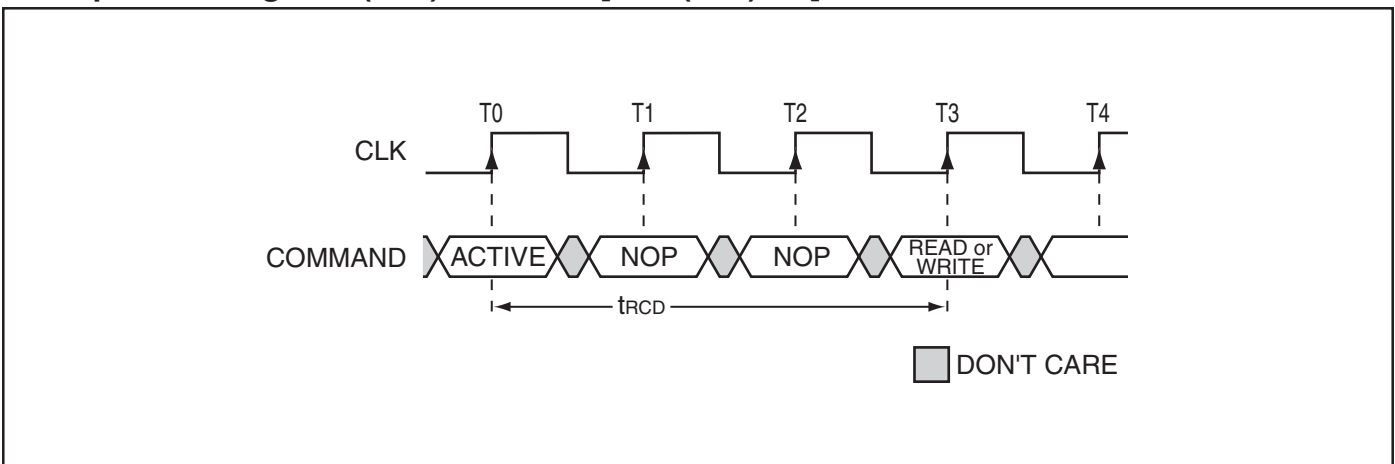 T0 T1 T2 T3 T4
CLK
COMMAND ACTIVE NOP NOP READ or
WRITE
tRCD
DON'T CARE